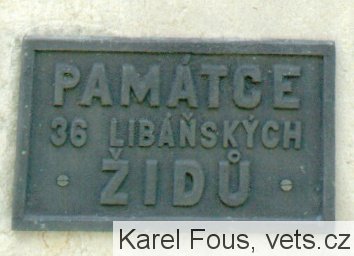 PAMÁTCE
36 LIBÁŇSKÝCH
ŽIDŮ
Karel Fous, vets.cz